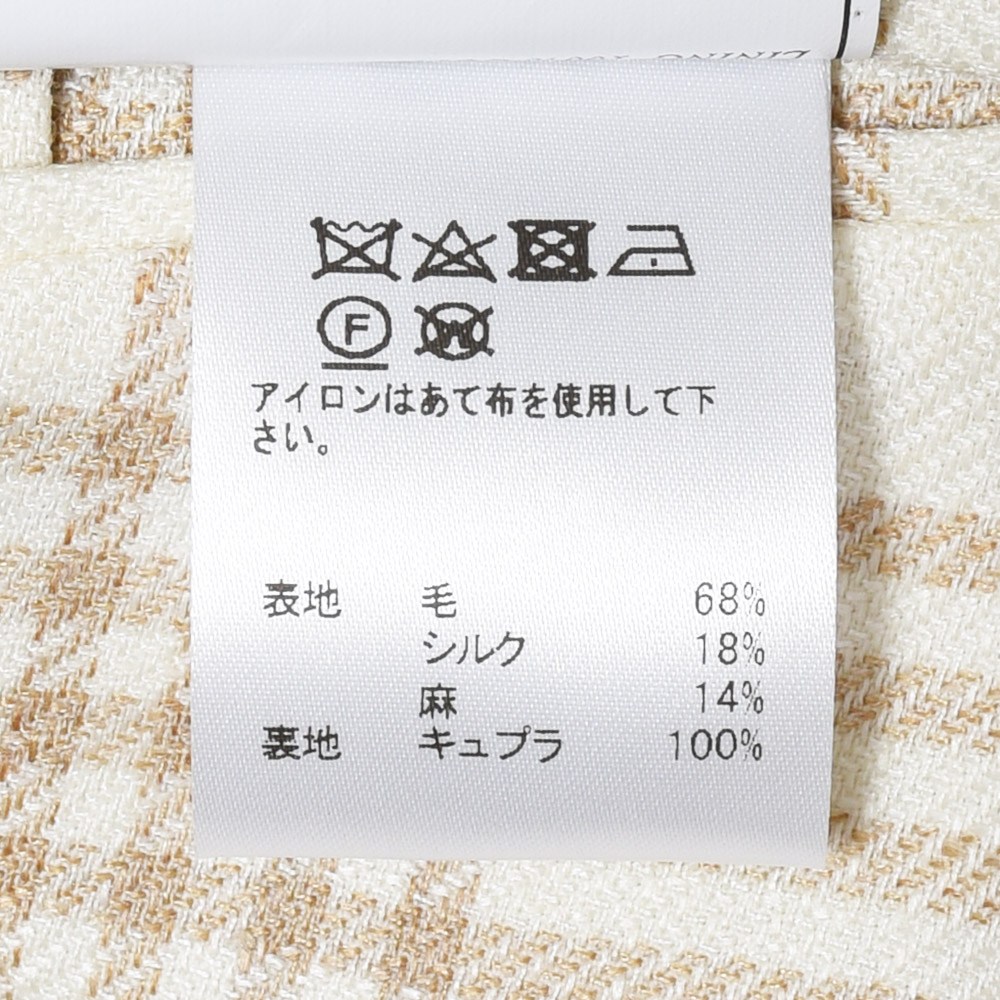 F W
アイロンはあて布を使用して下
さい。
表地 毛 68%
シルク 18%
麻 14%
裏地 キュプラ 100%